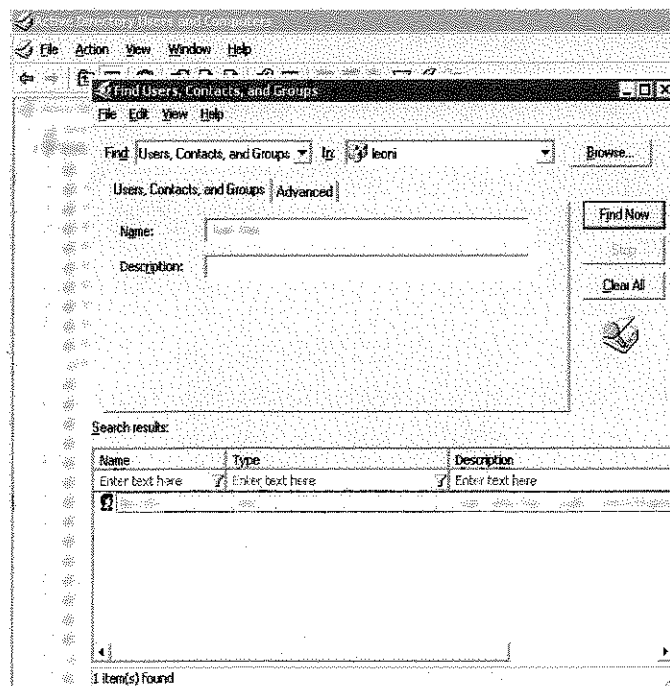 Active Directory Users and Computers
File Action View Window Help
Find Users, Contacts, and Groups
File Edit View Help
Find: Users, Contacts, and Groups In: leoni Browse...
Users, Contacts, and Groups Advanced
Find Now
Name:
Stop
Description:
Clear All
Search results:
Name Type Description
Enter text here Enter text here Enter text here
1 item(s) found